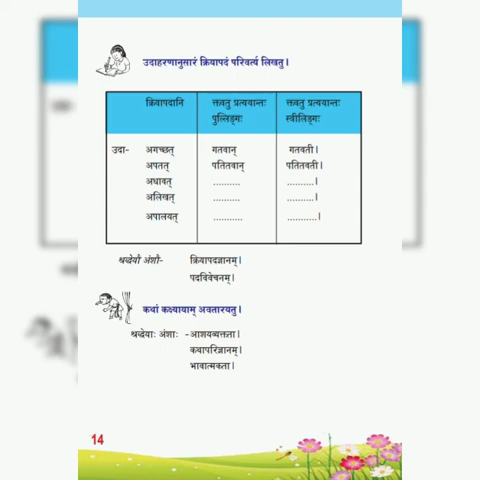 उदाहरणानुसारं क्रियापदं परिवर्त्य लिखतु।
क्रियापदानि क्तवतु प्रत्ययान्तः क्तवतु प्रत्ययान्तः
पुल्लिङ्गः स्त्रीलिङ्गः
उदा- अगच्छत् गतवान् गतवती।
अपतत् पतितवान् पतितवती।
अधावत् .......... ..........।
अलिखत् .......... ..........।
अपालयत् ........... ...........।
श्रद्धेयौ अंशौ- क्रियापदज्ञानम्।
पदविवेचनम्।
कथां कक्ष्यायाम् अवतारयतु।
श्रद्धेयाः अंशाः -आशयव्यक्तता।
कथापरिज्ञानम्।
भावात्मकता।
14